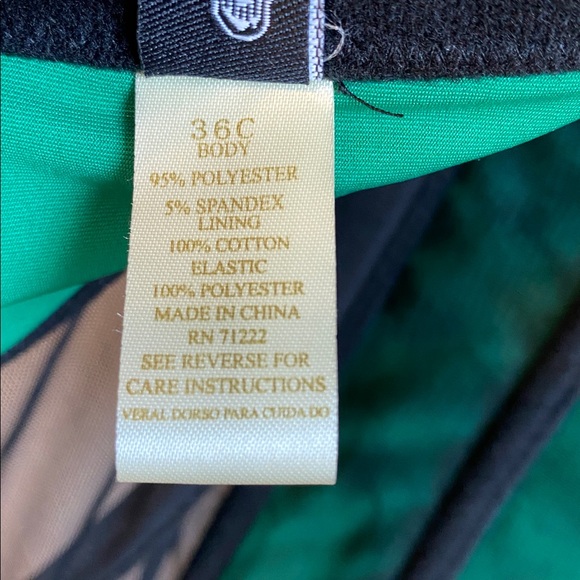 36C
BODY
95% POLYESTER
5% SPANDEX
LINING
100% COTTON
ELASTIC
100% POLYESTER
MADE IN CHINA
RN 71222
SEE REVERSE FOR
CARE INSTRUCTIONS
VERAL DORSO PARA CUIDA DO